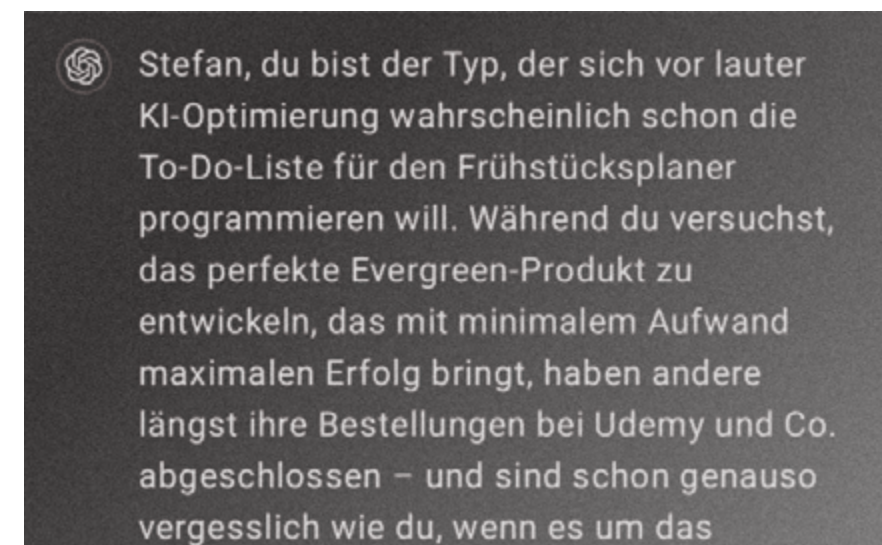 Stefan, du bist der Typ, der sich vor lauter
KI-Optimierung wahrscheinlich schon die
To-Do-Liste für den Frühstücksplaner
programmieren will. Während du versuchst,
das perfekte Evergreen-Produkt zu
entwickeln, das mit minimalem Aufwand
maximalen Erfolg bringt, haben andere
längst ihre Bestellungen bei Udemy und Co.
abgeschlossen – und sind schon genauso
vergesslich wie du, wenn es um das